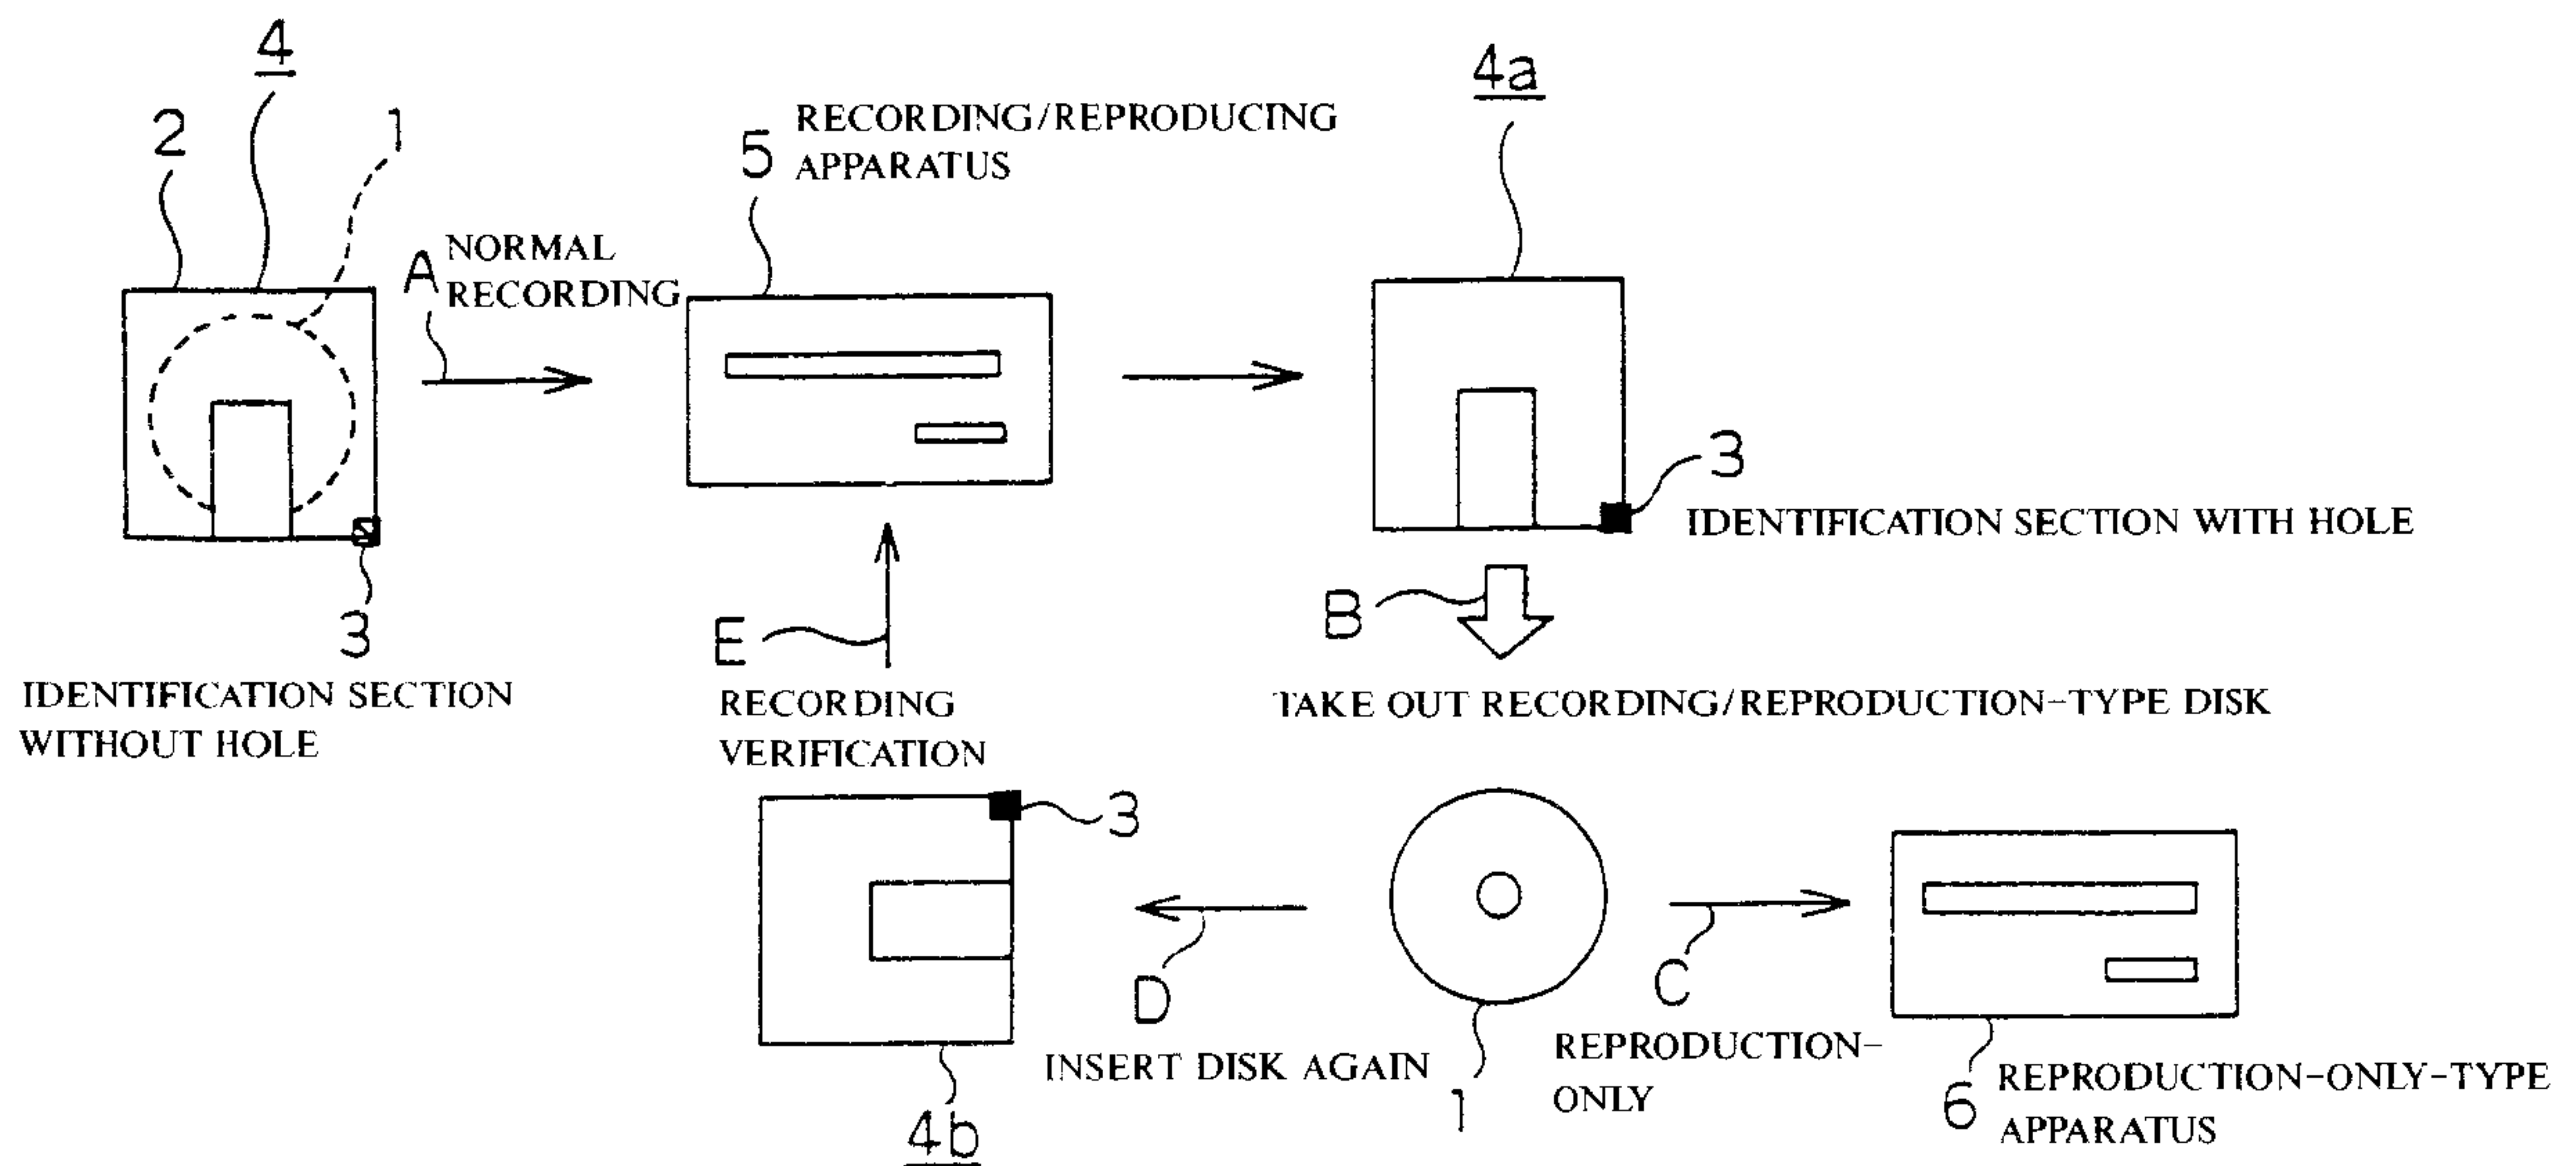 4
4a
2
1
5
RECORDING/REPRODUCING
APPARATUS
A
NORMAL
RECORDING
3
IDENTIFICATION SECTION WITH HOLE
3
IDENTIFICATION SECTION
WITHOUT HOLE
E
RECORDING
VERIFICATION
B
TAKE OUT RECORDING/REPRODUCTION-TYPE DISK
3
D
INSERT DISK AGAIN
4b
1
C
REPRODUCTION-
ONLY
6
REPRODUCTION-ONLY-TYPE
APPARATUS